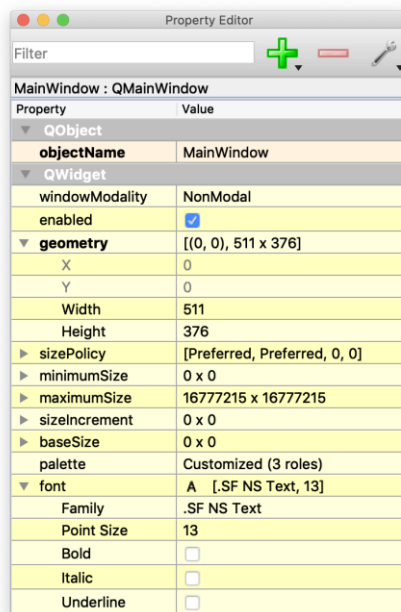 Property Editor
Filter
MainWindow : QMainWindow
Property Value
QObject
objectName MainWindow
QWidget
windowModality NonModal
enabled
geometry [(0, 0), 511 x 376]
X 0
Y 0
Width 511
Height 376
sizePolicy [Preferred, Preferred, 0, 0]
minimumSize 0 x 0
maximumSize 16777215 x 16777215
sizeIncrement 0 x 0
baseSize 0 x 0
palette Customized (3 roles)
font A [.SF NS Text, 13]
Family .SF NS Text
Point Size 13
Bold
Italic
Underline